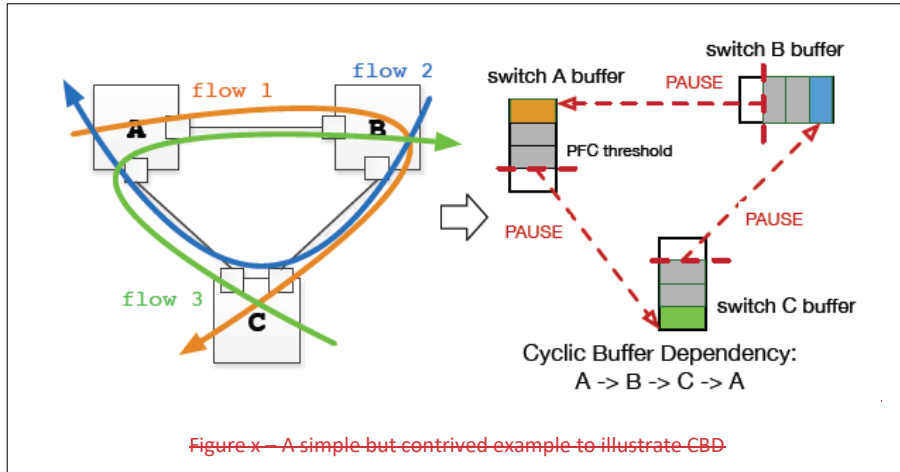 flow 1
flow 2
A
B
flow 3
C
switch A buffer
switch B buffer
PAUSE
PFC threshold
PAUSE
PAUSE
switch C buffer
Cyclic Buffer Dependency:
A -> B -> C -> A
Figure x – A simple but contrived example to illustrate CBD